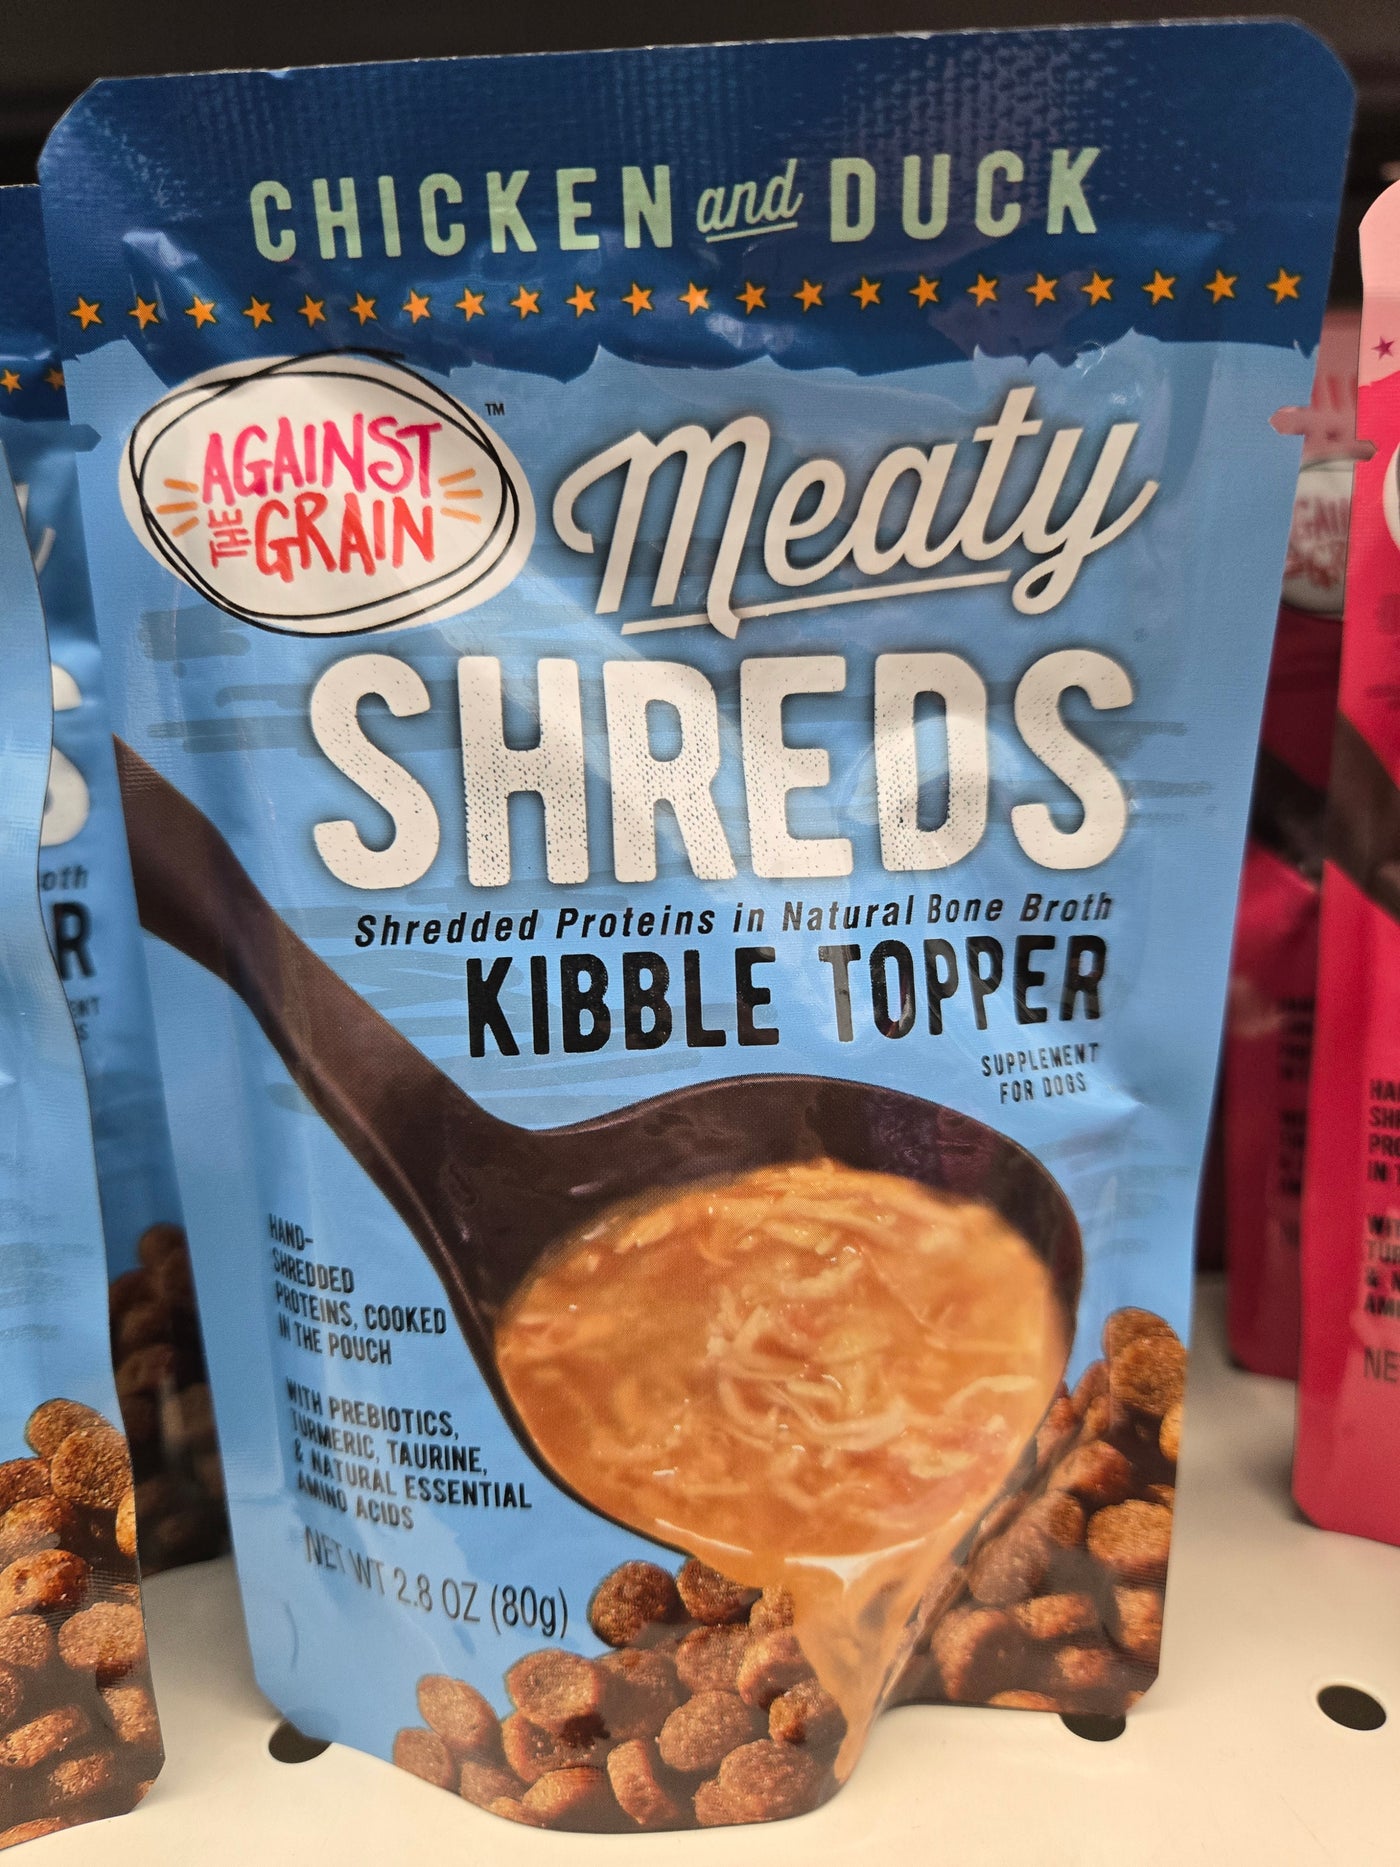 CHICKEN and DUCK
AGAINST
THE GRAIN
™
Meaty
SHREDS
Shredded Proteins in Natural Bone Broth
KIBBLE TOPPER
SUPPLEMENT
FOR DOGS
HAND-
SHREDDED
PROTEINS, COOKED
IN THE POUCH
WITH PREBIOTICS,
TURMERIC, TAURINE,
& NATURAL ESSENTIAL
AMINO ACIDS
NET WT 2.8 OZ (80g)